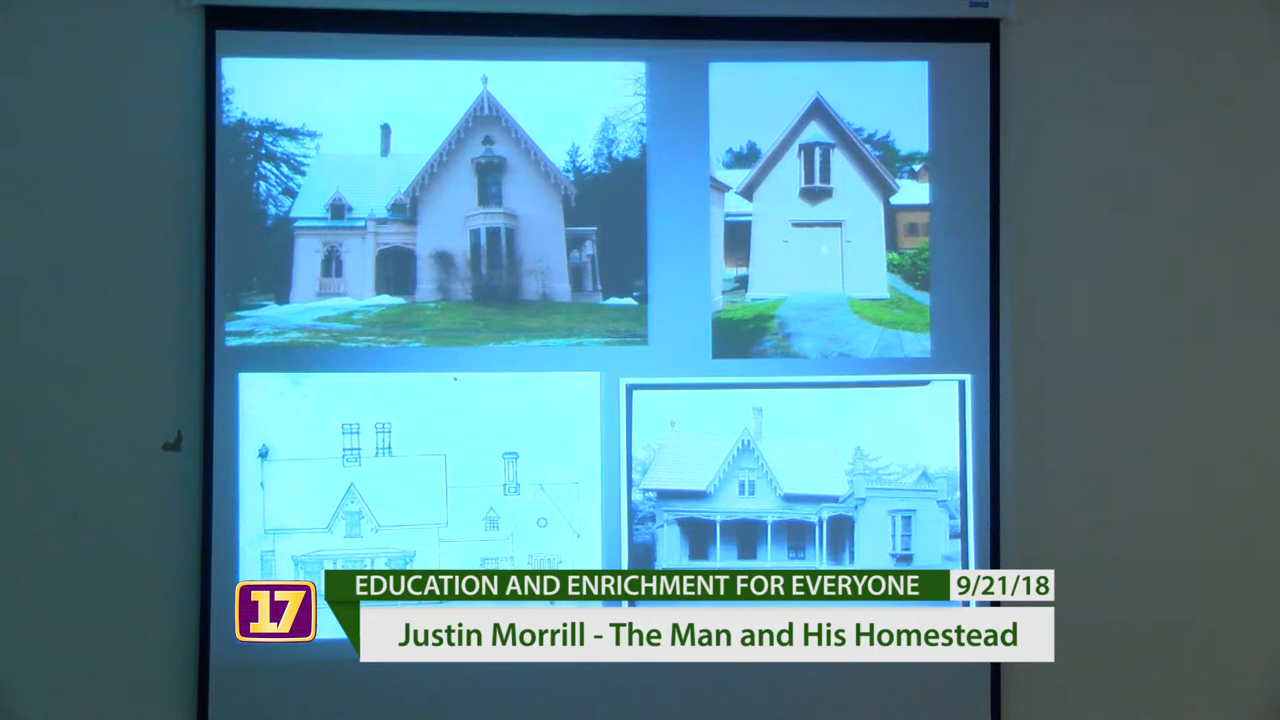 EDUCATION AND ENRICHMENT FOR EVERYONE 9/21/18
17
Justin Morrill - The Man and His Homestead